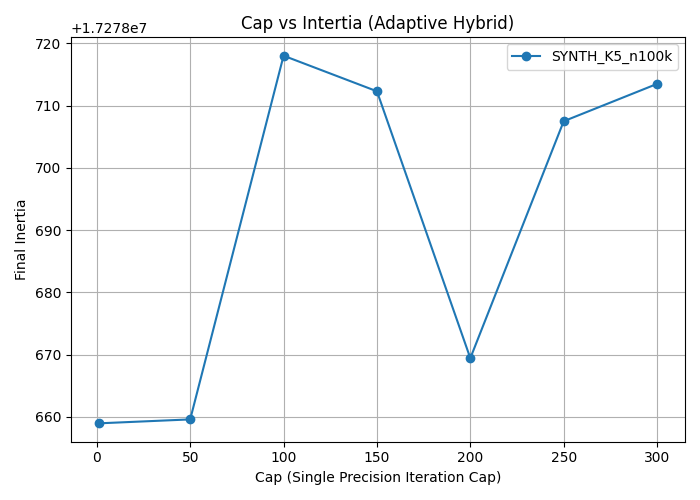 Cap vs Intertia (Adaptive Hybrid)
+1.7278e7
SYNTH_K5_n100k
720
710
700
690
680
670
660
Final Inertia
0 50 100 150 200 250 300
Cap (Single Precision Iteration Cap)